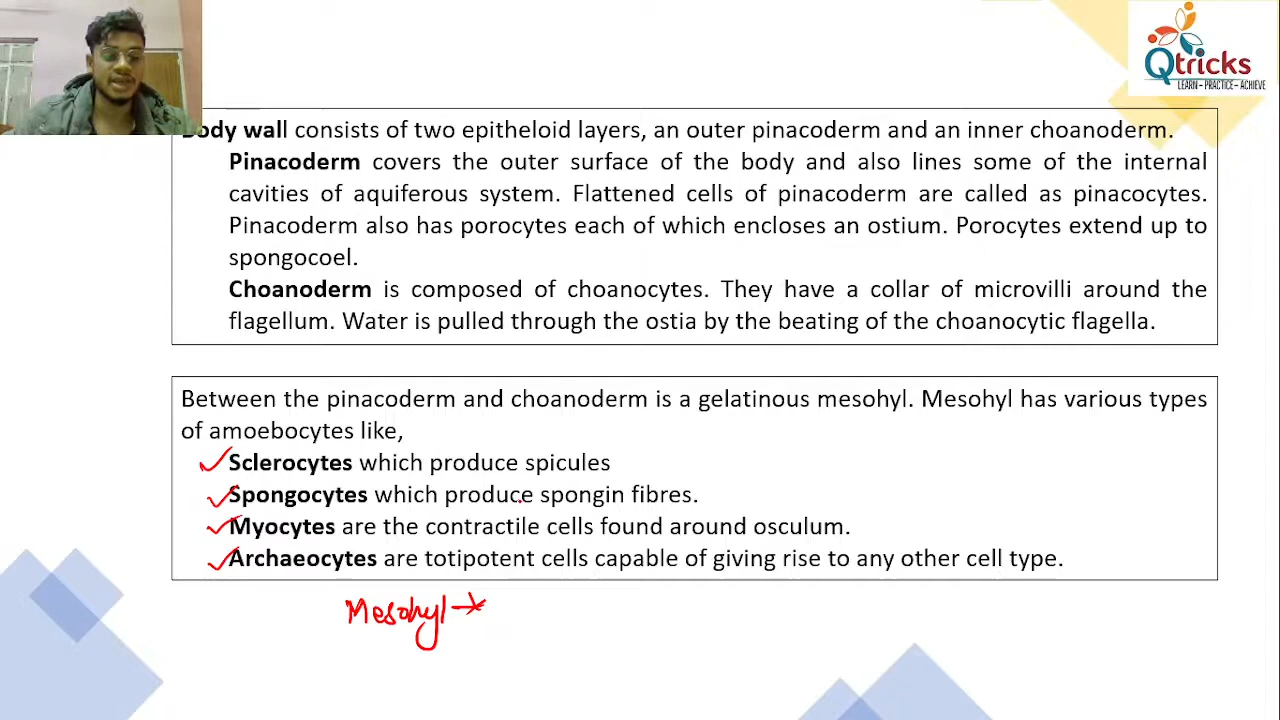 Qtricks
LEARN – PRACTICE – ACHIEVE
Body wall consists of two epitheloid layers, an outer pinacoderm and an inner choanoderm.
Pinacoderm covers the outer surface of the body and also lines some of the internal
cavities of aquiferous system. Flattened cells of pinacoderm are called as pinacocytes.
Pinacoderm also has porocytes each of which encloses an ostium. Porocytes extend up to
spongocoel.
Choanoderm is composed of choanocytes. They have a collar of microvilli around the
flagellum. Water is pulled through the ostia by the beating of the choanocytic flagella.
Between the pinacoderm and choanoderm is a gelatinous mesohyl. Mesohyl has various types
of amoebocytes like,
Sclerocytes which produce spicules
Spongocytes which produce spongin fibres.
Myocytes are the contractile cells found around osculum.
Archaeocytes are totipotent cells capable of giving rise to any other cell type.
Mesohyl →